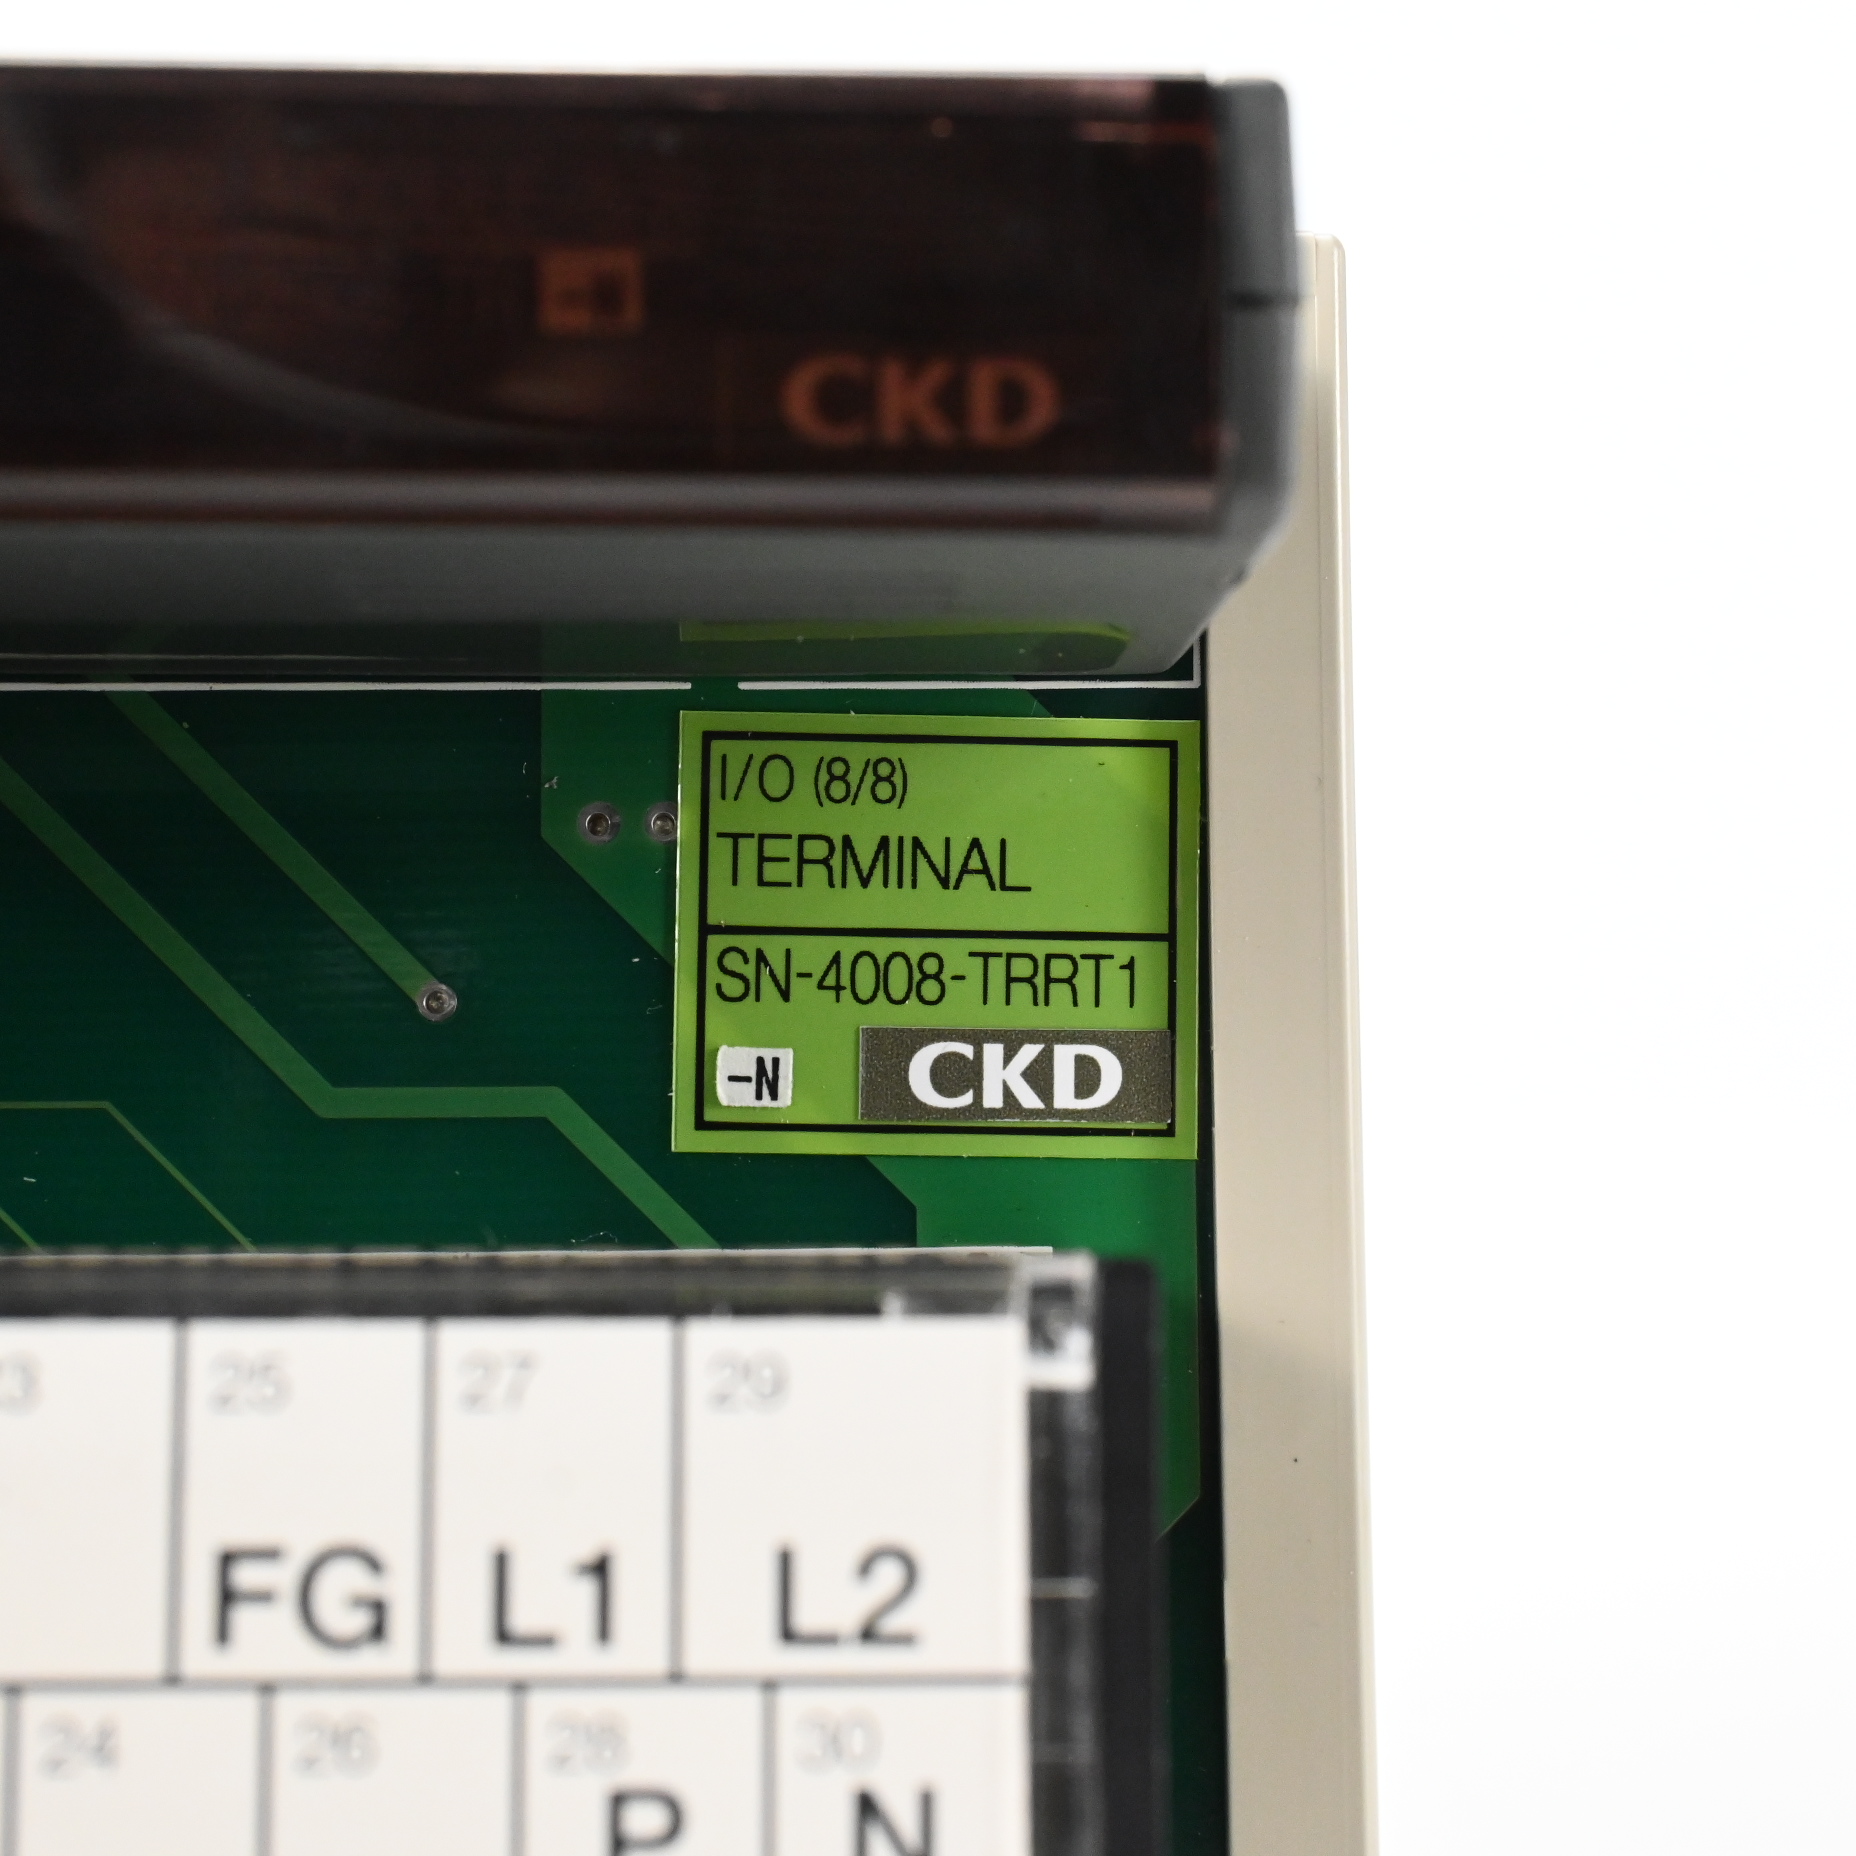 CKD
I/O (8/8)
TERMINAL
SN-4008-TRRT1
-N CKD
25 27 29
FG L1 L2
24 26 28 30
P N